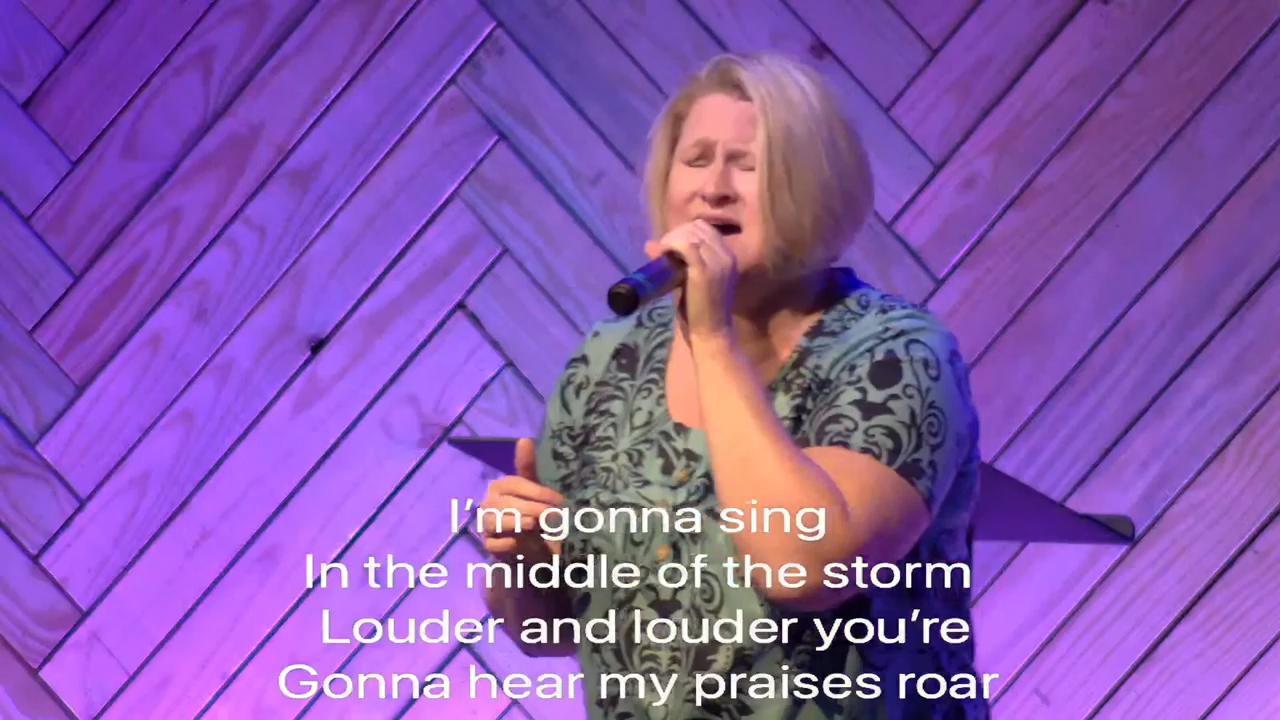 I'm gonna sing
In the middle of the storm
Louder and louder you're
Gonna hear my praises roar